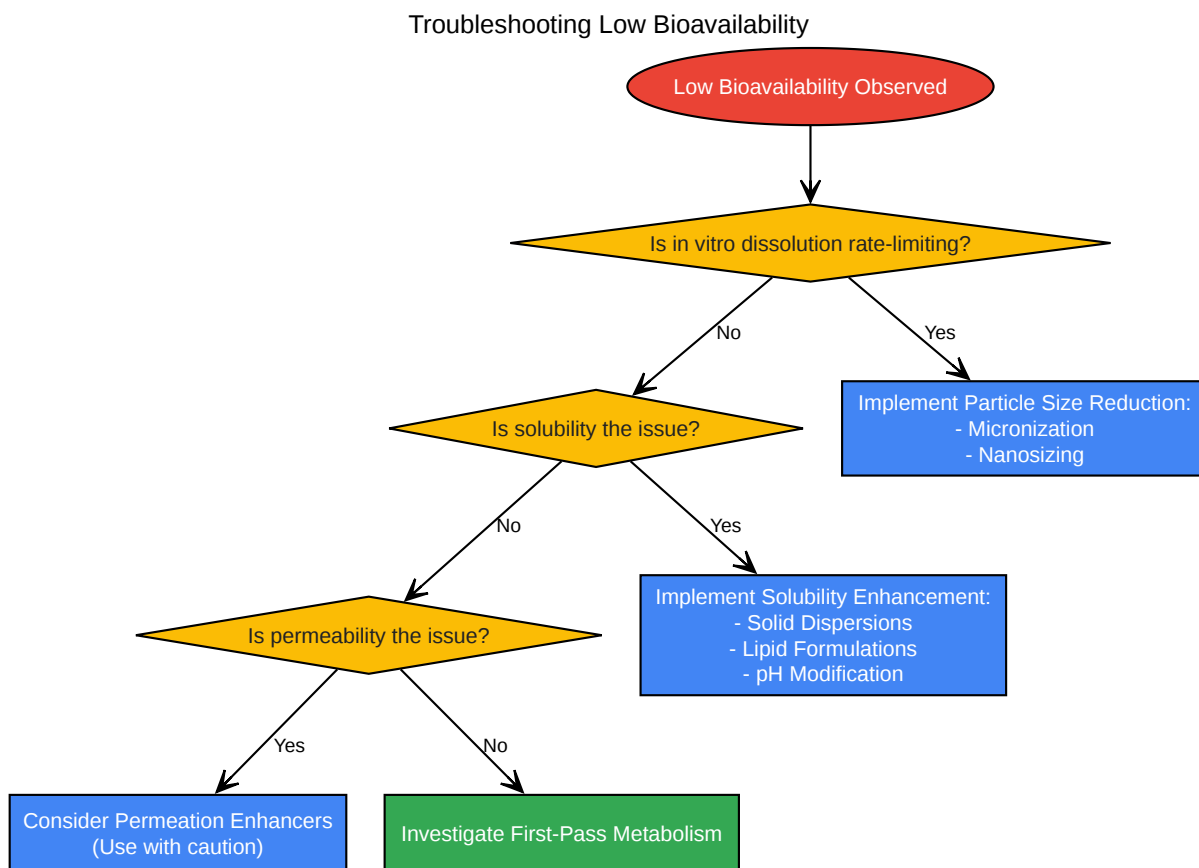 Troubleshooting Low Bioavailability
Low Bioavailability Observed
Is in vitro dissolution rate-limiting?
No
Yes
Is solubility the issue?
Implement Particle Size Reduction:
- Micronization
- Nanosizing
No
Yes
Is permeability the issue?
Implement Solubility Enhancement:
- Solid Dispersions
- Lipid Formulations
- pH Modification
Yes
No
Consider Permeation Enhancers
(Use with caution)
Investigate First-Pass Metabolism